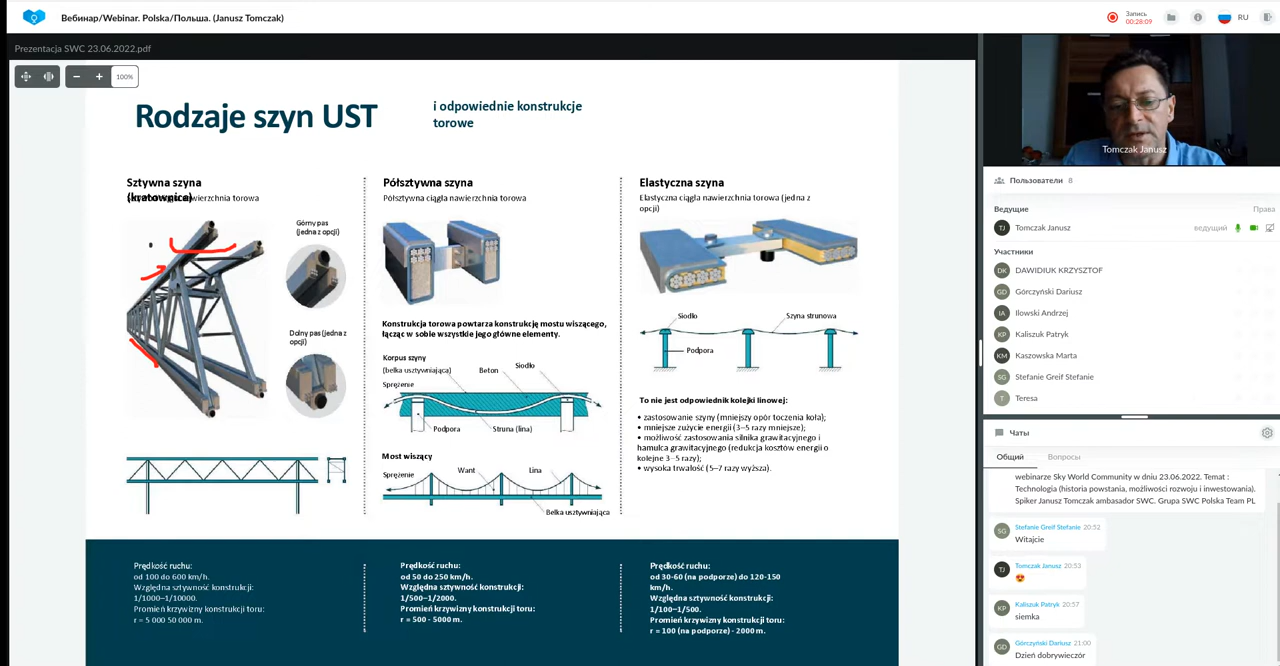 Вебинар/Webinar. Polska/Польша. (Janusz Tomczak)
Запись
00:28:09
RU
Prezentacja SWC 23.06.2022.pdf
100%
Rodzaje szyn UST
i odpowiednie konstrukcje
torowe
Sztywna szyna
(kratownica)
nawierzchnia torowa
Górny pas
(jedna z opcji)
Dolny pas (jedna z
opcji)
Półsztywna szyna
Półsztywna ciągła nawierzchnia torowa
Konstrukcja torowa powtarza konstrukcję mostu wiszącego,
łącząc w sobie wszystkie jego główne elementy.
Korpus szyny
(belka usztywniająca)
Beton
Siodło
Sprężenie
Podpora
Struna (lina)
Most wiszący
Sprężenie
Want
Lina
Belka usztywniająca
Elastyczna szyna
Elastyczna ciągła nawierzchnia torowa (jedna z
opcji)
Siodło
Szyna strunowa
Podpora
To nie jest odpowiednik kolejki linowej:
• zastosowanie szyny (mniejszy opór toczenia koła);
• mniejsze zużycie energii (3–5 razy mniejsze);
• możliwość zastosowania silnika grawitacyjnego i
hamulca grawitacyjnego (redukcja kosztów energii o
kolejne 3–5 razy);
• wysoka trwałość (5–7 razy wyższa).
Prędkość ruchu:
od 100 do 600 km/h.
Względna sztywność konstrukcji:
1/1000–1/10000.
Promień krzywizny konstrukcji toru:
r = 5 000 50 000 m.
Prędkość ruchu:
od 50 do 250 km/h.
Względna sztywność konstrukcji:
1/500–1/2000.
Promień krzywizny konstrukcji toru:
r = 500 - 5000 m.
Prędkość ruchu:
od 30-60 (na podporze) do 120-150
km/h.
Względna sztywność konstrukcji:
1/100–1/500.
Promień krzywizny konstrukcji toru:
r = 100 (na podporze) - 2000 m.
Tomczak Janusz
Пользователи 8
Ведущие
Права
TJ Tomczak Janusz ведущий
Участники
DK DAWIDIUK KRZYSZTOF
GD Górczyński Dariusz
IA Ilowski Andrzej
KP Kaliszuk Patryk
KM Kaszowska Marta
SG Stefanie Greif Stefanie
T Teresa
Чаты
Общий Вопросы
webinarze Sky World Community w dniu 23.06.2022. Temat :
Technologia (historia powstania, możliwości rozwoju i inwestowania).
Spiker Janusz Tomczak ambasador SWC. Grupa SWC Polska Team PL
SG Stefanie Greif Stefanie 20:52
Witajcie
TJ Tomczak Janusz 20:53
😍
KP Kaliszuk Patryk 20:57
siemka
GD Górczyński Dariusz 21:00
Dzień dobrywieczór